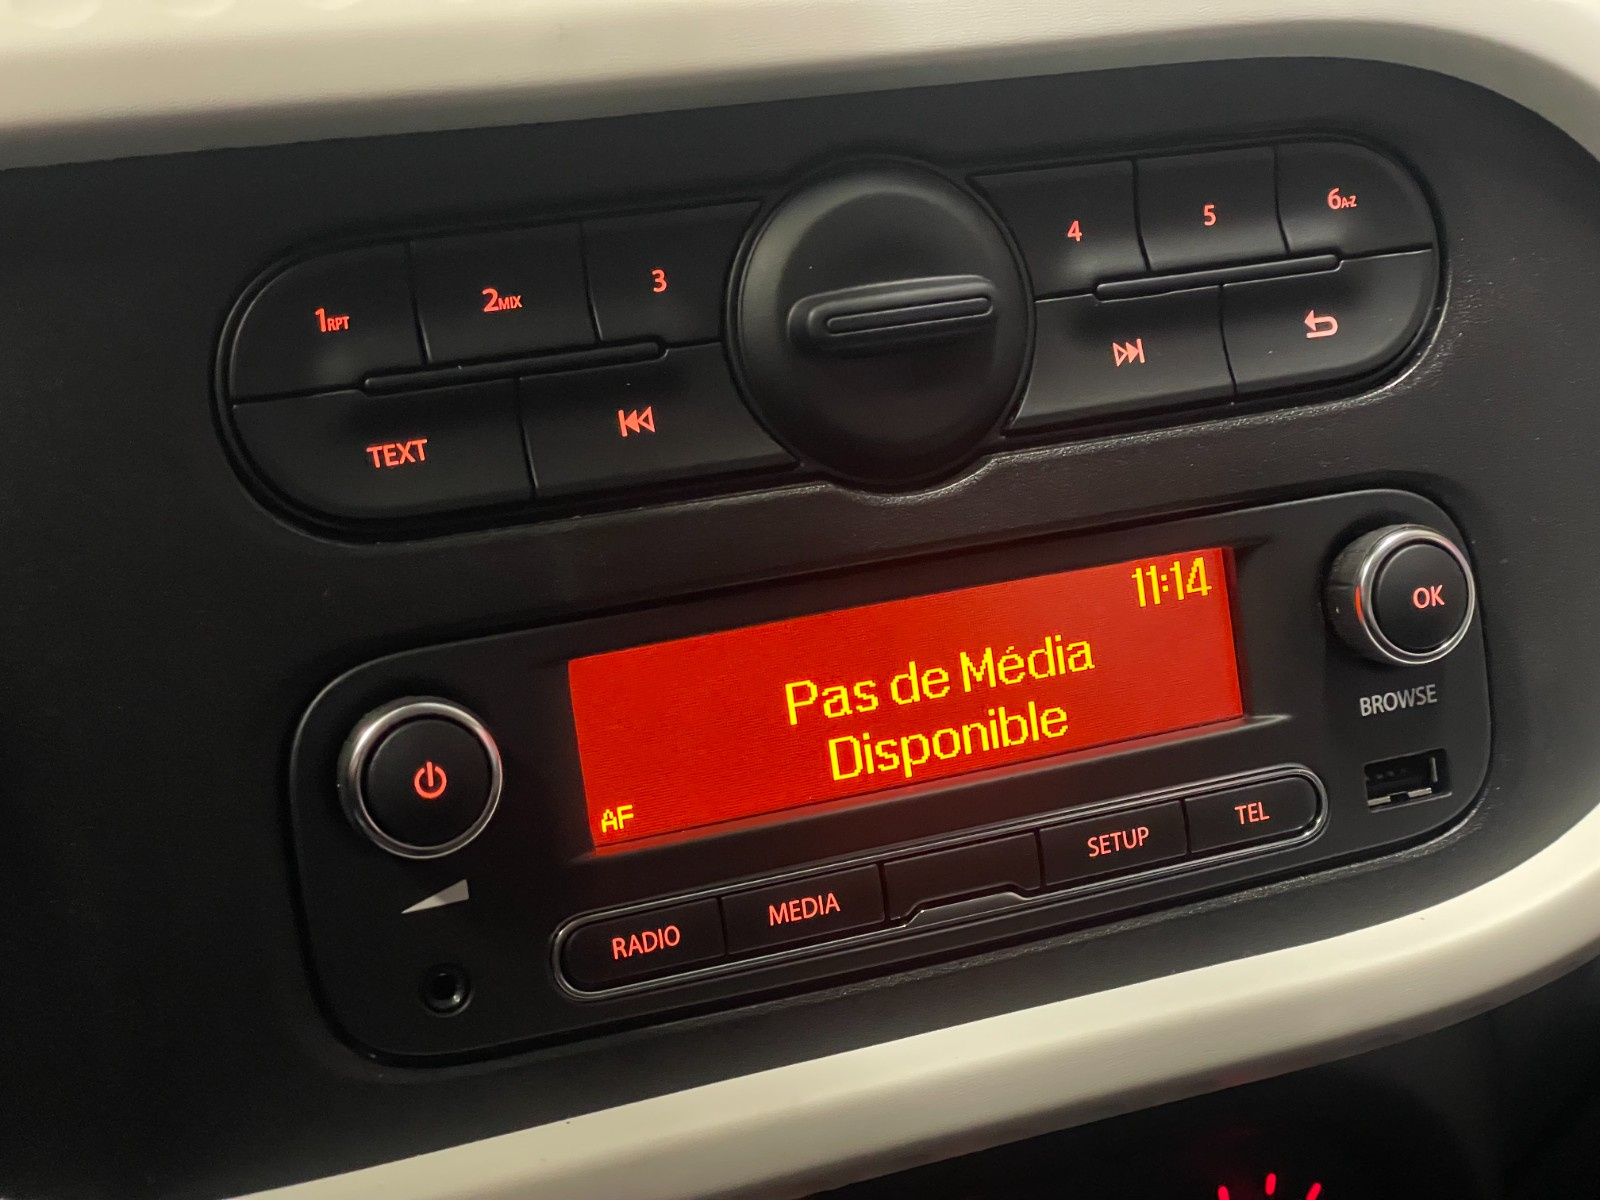 1RPT
2MIX
3
4
5
6A-Z
TEXT
11:14
Pas de Média
Disponible
AF
OK
BROWSE
RADIO
MEDIA
SETUP
TEL